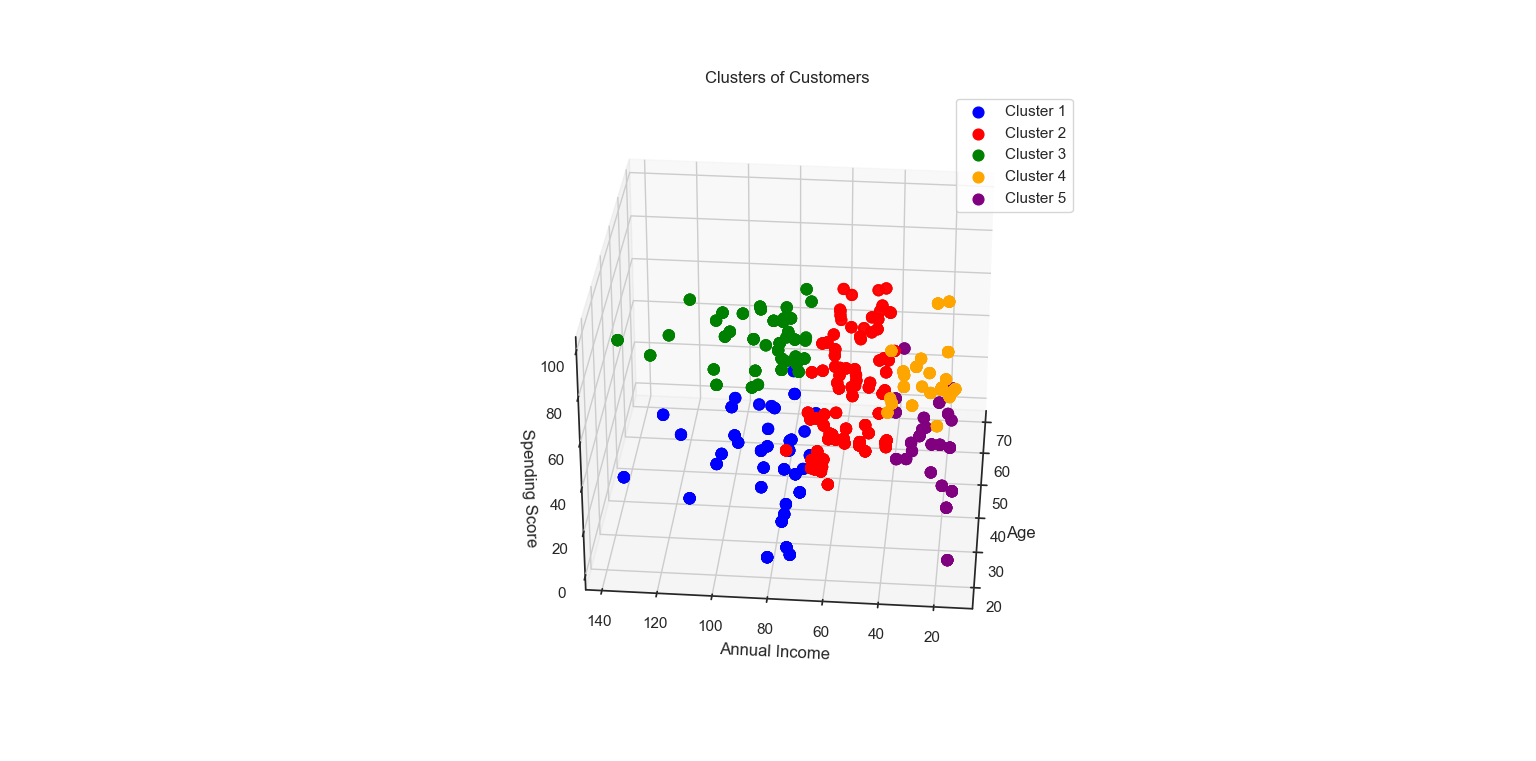 Clusters of Customers
Cluster 1
Cluster 2
Cluster 3
Cluster 4
Cluster 5
100
80
60
40
20
0
Spending Score
70
60
50
40
30
20
Age
140
120
100
80
60
40
20
Annual Income